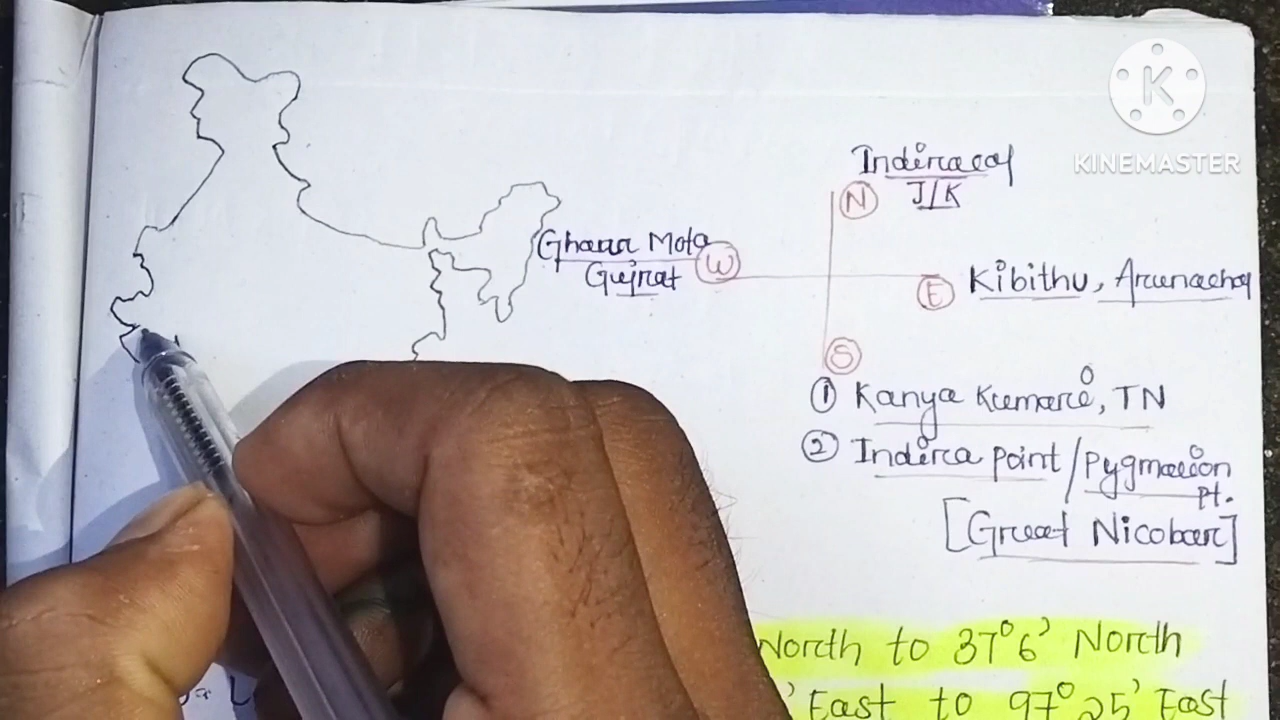 KINEMASTER
Indiracol
J/K
N
Ghaur Mota
Gujrat
W
E
Kibithu, Arunachal
S
① Kanya Kumari, TN
② Indira point / Pygmalion
Pt.
[Great Nicobar]
North to 37°6' North
' East to 97°25' East